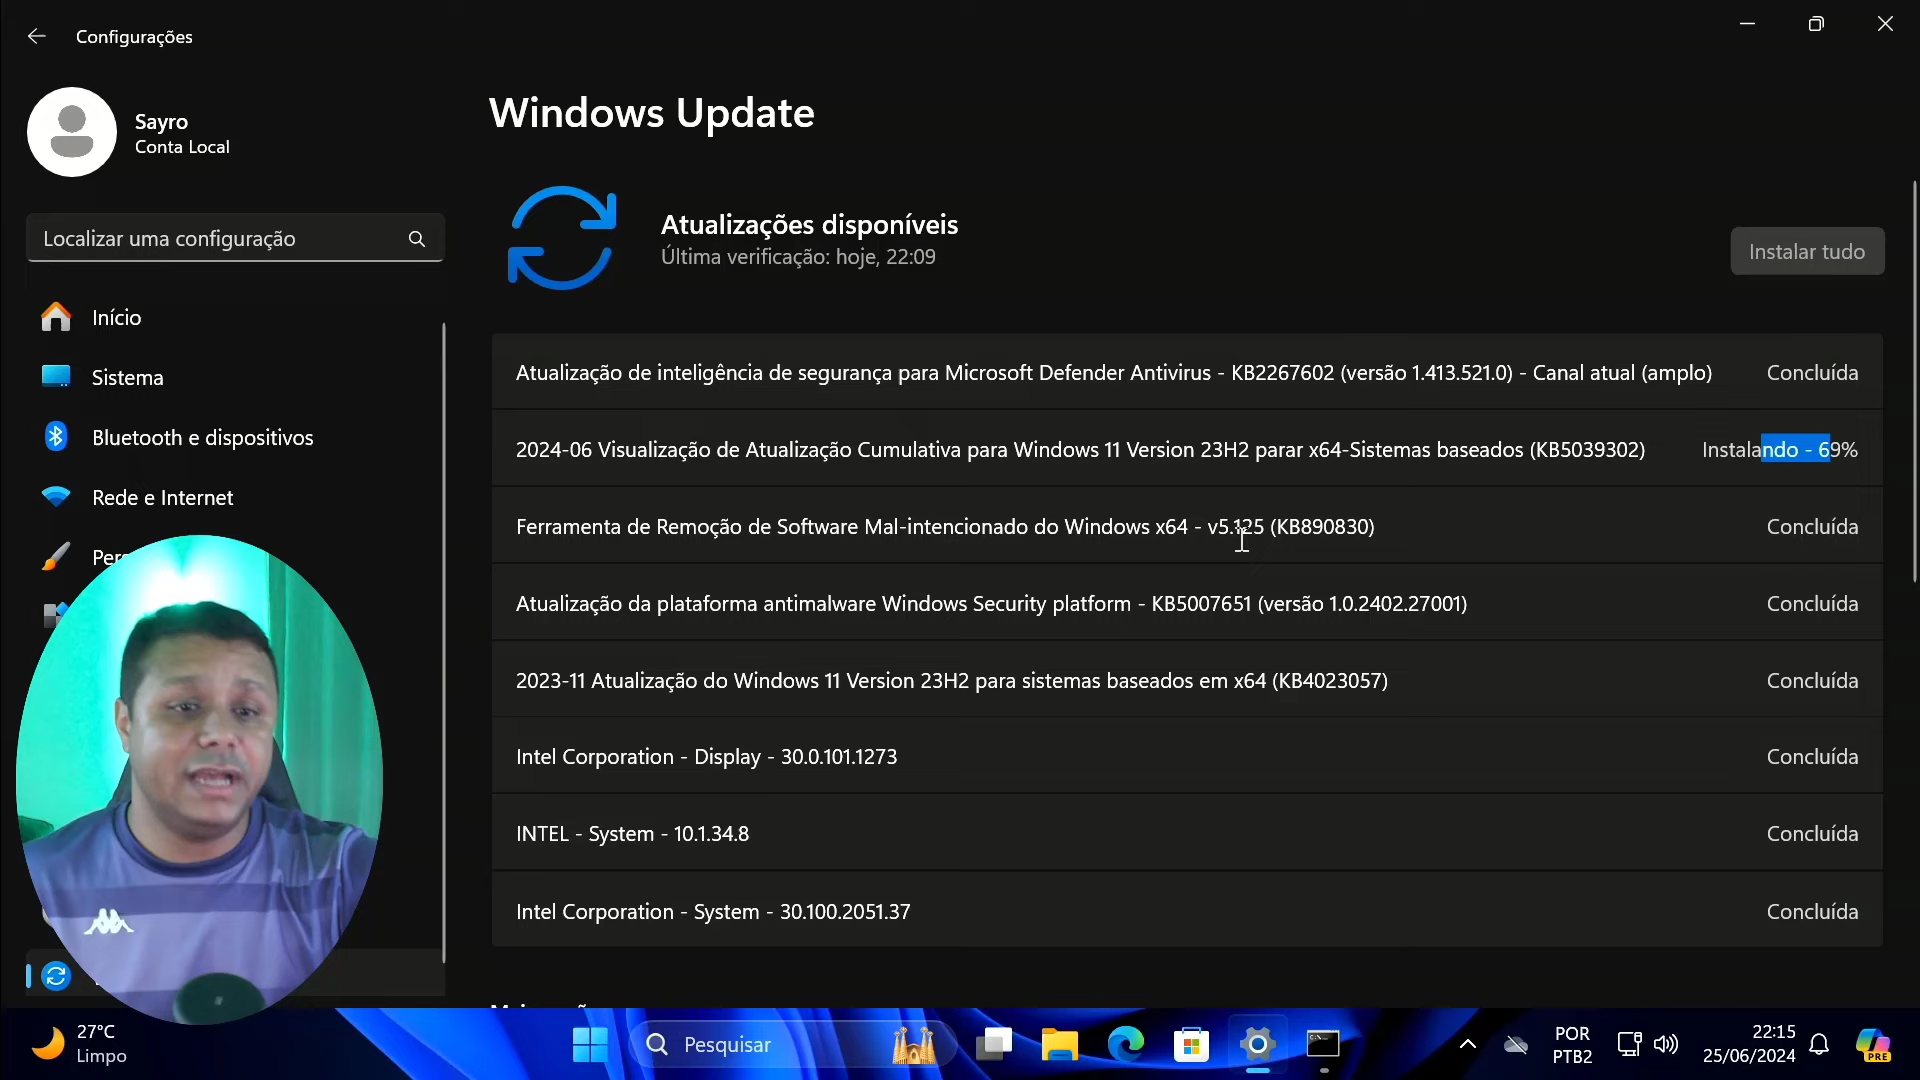 Configurações
Sayro
Conta Local
Localizar uma configuração
Início
Sistema
Bluetooth e dispositivos
Rede e Internet
Windows Update
Atualizações disponíveis
Última verificação: hoje, 22:09
Instalar tudo
Atualização de inteligência de segurança para Microsoft Defender Antivirus - KB2267602 (versão 1.413.521.0) - Canal atual (amplo) Concluída
2024-06 Visualização de Atualização Cumulativa para Windows 11 Version 23H2 parar x64-Sistemas baseados (KB5039302) Instalando - 69%
Ferramenta de Remoção de Software Mal-intencionado do Windows x64 - v5.125 (KB890830) Concluída
Atualização da plataforma antimalware Windows Security platform - KB5007651 (versão 1.0.2402.27001) Concluída
2023-11 Atualização do Windows 11 Version 23H2 para sistemas baseados em x64 (KB4023057) Concluída
Intel Corporation - Display - 30.0.101.1273 Concluída
INTEL - System - 10.1.34.8 Concluída
Intel Corporation - System - 30.100.2051.37 Concluída
27°C
Limpo
Pesquisar
POR
PTB2
22:15
25/06/2024
PRE